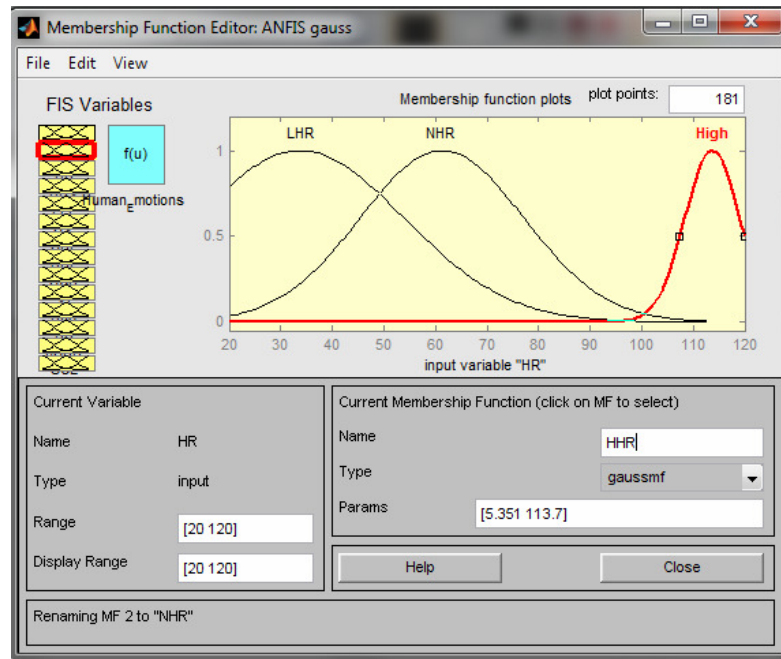 Membership Function Editor: ANFIS gauss
File Edit View
FIS Variables
f(u)
Human_Emotions
Membership function plots plot points: 181
LHR NHR High
1
0.5
0
20 30 40 50 60 70 80 90 100 110 120
input variable "HR"
Current Variable
Name HR
Type input
Range [20 120]
Display Range [20 120]
Current Membership Function (click on MF to select)
Name HHR
Type gaussmf
Params [5.351 113.7]
Help Close
Renaming MF 2 to "NHR"